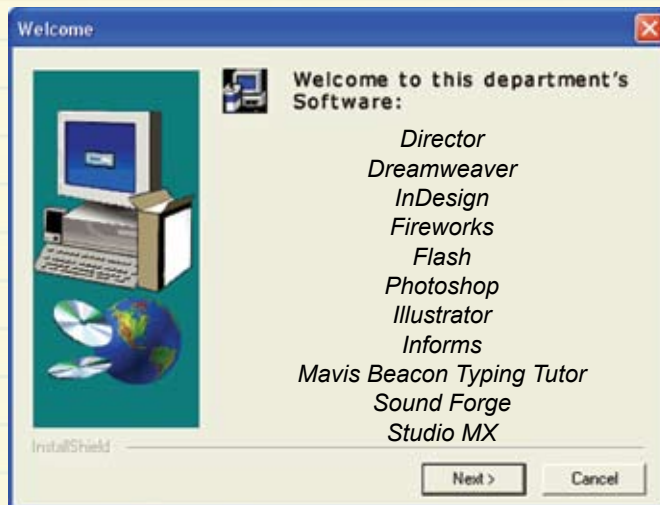 Welcome
Welcome to this department's
Software:
Director
Dreamweaver
InDesign
Fireworks
Flash
Photoshop
Illustrator
Informs
Mavis Beacon Typing Tutor
Sound Forge
Studio MX
InstallShield
Next > Cancel